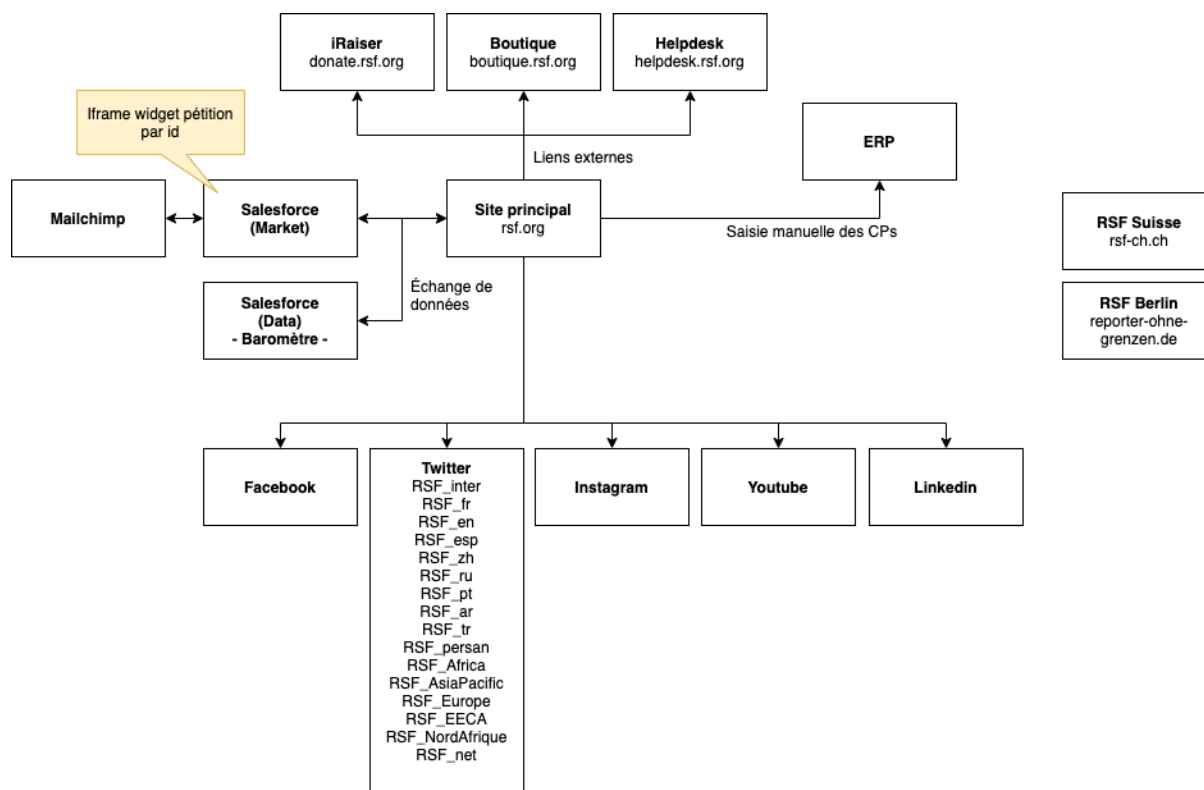 iRaiser
donate.rsf.org
Boutique
boutique.rsf.org
Helpdesk
helpdesk.rsf.org
Iframe widget pétition
par id
Liens externes
ERP
Mailchimp
Salesforce
(Market)
Site principal
rsf.org
Saisie manuelle des CPs
RSF Suisse
rsf-ch.ch
Échange de
données
Salesforce
(Data)
- Baromètre -
RSF Berlin
reporter-ohne-
grenzen.de
Facebook
Twitter
RSF_inter
RSF_fr
RSF_en
RSF_esp
RSF_zh
RSF_ru
RSF_pt
RSF_ar
RSF_tr
RSF_persan
RSF_Africa
RSF_AsiaPacific
RSF_Europe
RSF_EECA
RSF_NordAfrique
RSF_net
Instagram
Youtube
Linkedin